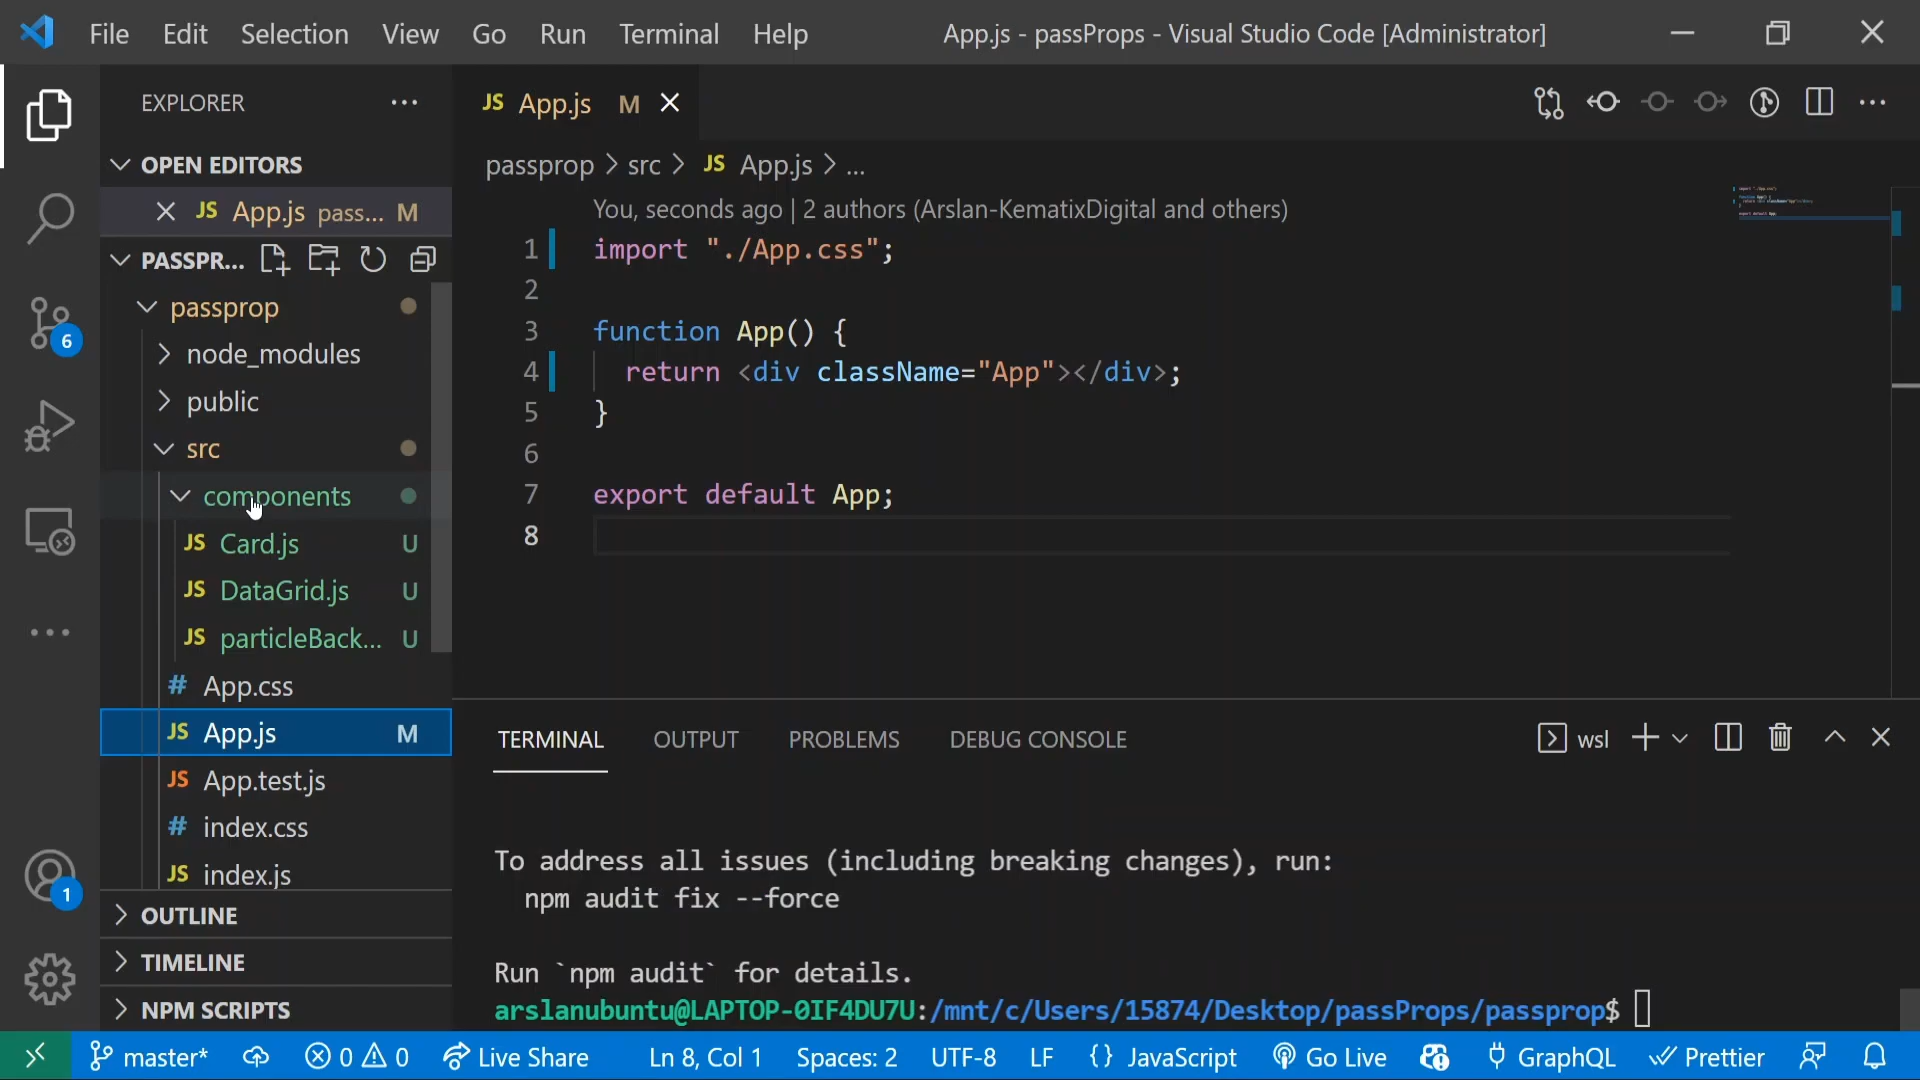 File Edit Selection View Go Run Terminal Help App.js - passProps - Visual Studio Code [Administrator]
EXPLORER
OPEN EDITORS
JS App.js pass... M
PASSPR...
passprop
node_modules
public
src
components
JS Card.js U
JS DataGrid.js U
JS particleBack... U
# App.css
JS App.js M
JS App.test.js
# index.css
JS index.js
OUTLINE
TIMELINE
NPM SCRIPTS
6
1
JS App.js M
passprop > src > JS App.js > ...
You, seconds ago | 2 authors (Arslan-KematixDigital and others)
1 import "./App.css";
2
3 function App() {
4 return <div className="App"></div>;
5 }
6
7 export default App;
8
TERMINAL OUTPUT PROBLEMS DEBUG CONSOLE wsl
To address all issues (including breaking changes), run:
npm audit fix --force
Run `npm audit` for details.
arslanubuntu@LAPTOP-0IF4DU7U:/mnt/c/Users/15874/Desktop/passProps/passprop$
master* 0 0 Live Share Ln 8, Col 1 Spaces: 2 UTF-8 LF {} JavaScript Go Live GraphQL Prettier